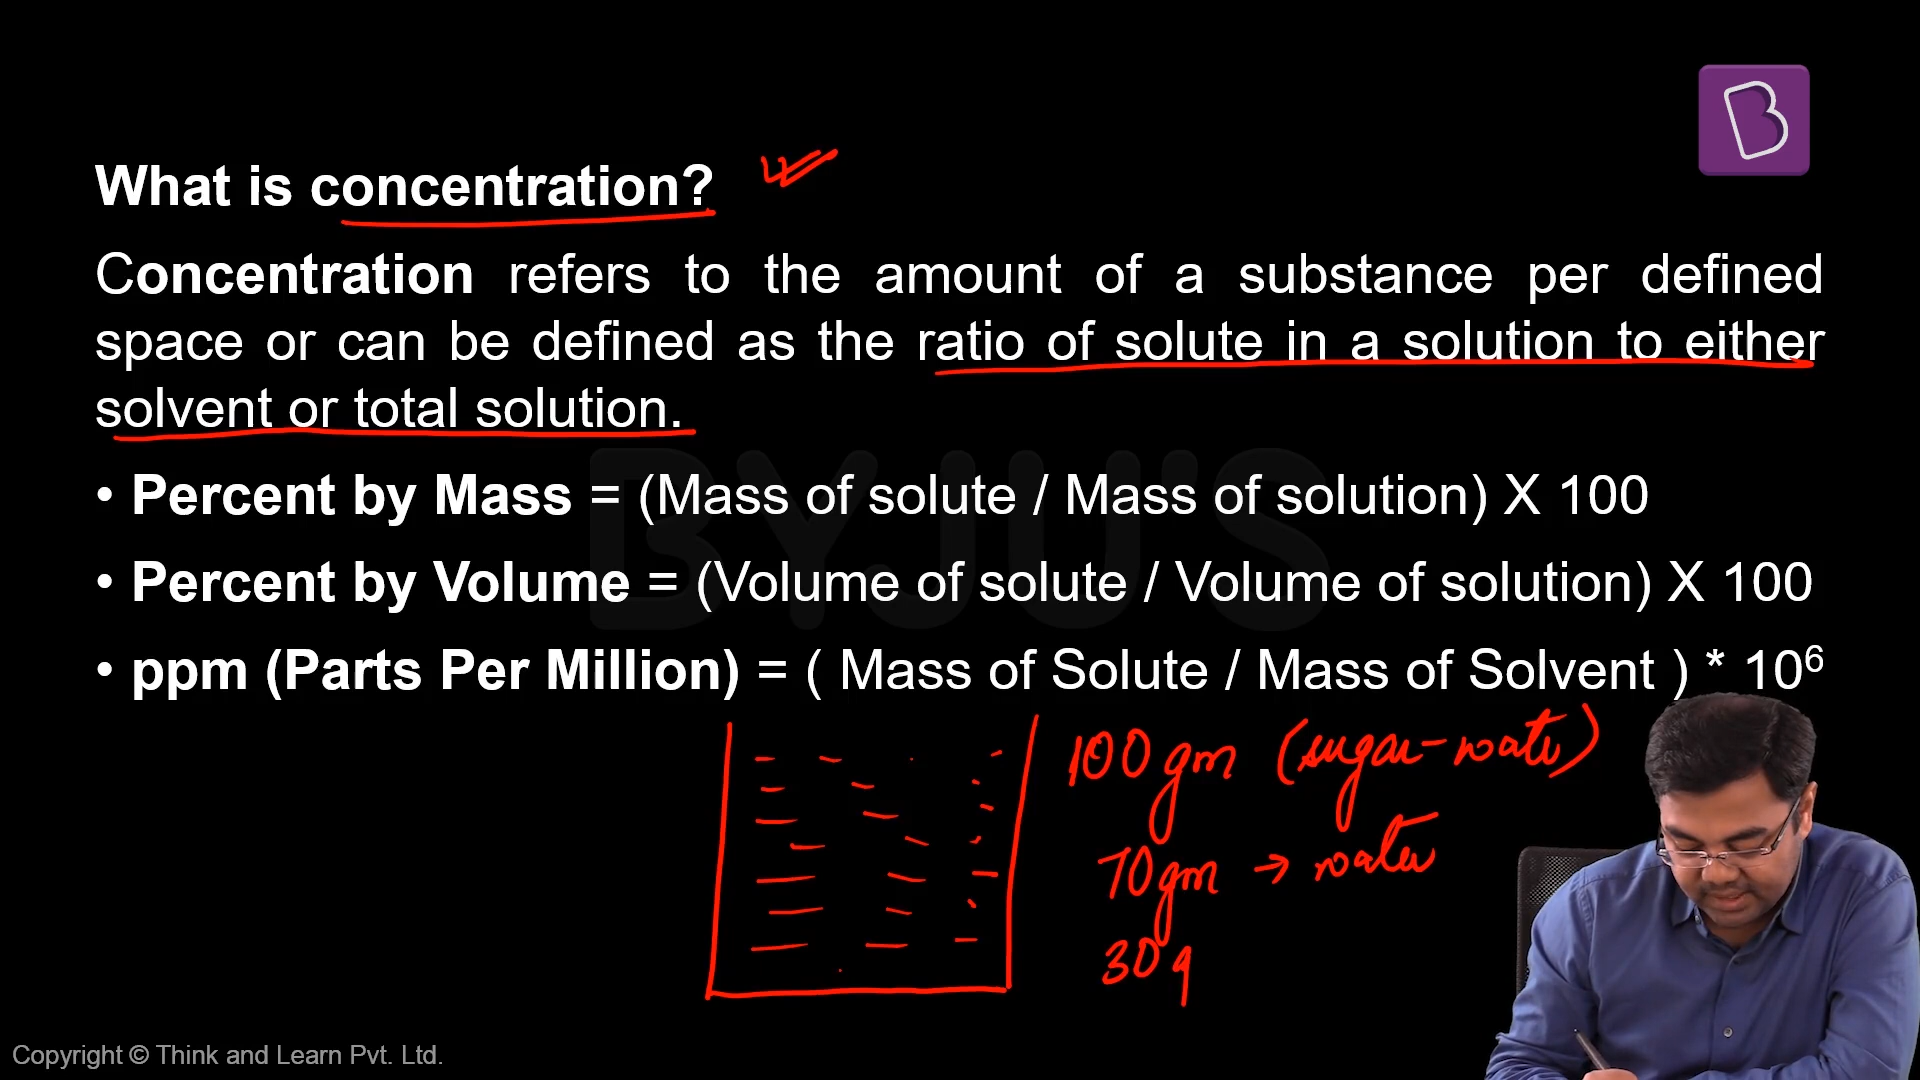 What is concentration?
Concentration refers to the amount of a substance per defined
space or can be defined as the ratio of solute in a solution to either
solvent or total solution.
• Percent by Mass = (Mass of solute / Mass of solution) X 100
• Percent by Volume = (Volume of solute / Volume of solution) X 100
• ppm (Parts Per Million) = ( Mass of Solute / Mass of Solvent ) * 10⁶
BYJU'S
100 gm (sugar-water)
70 gm → water
30 g
Copyright © Think and Learn Pvt. Ltd.